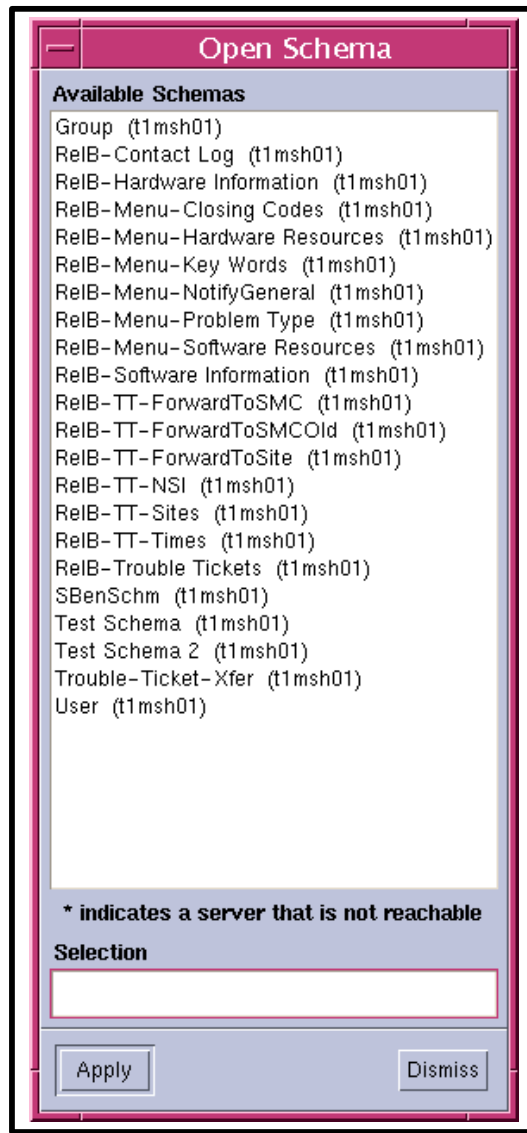 Open Schema
Available Schemas
Group (t1msh01)
RelB-Contact Log (t1msh01)
RelB-Hardware Information (t1msh01)
RelB-Menu-Closing Codes (t1msh01)
RelB-Menu-Hardware Resources (t1msh01)
RelB-Menu-Key Words (t1msh01)
RelB-Menu-NotifyGeneral (t1msh01)
RelB-Menu-Problem Type (t1msh01)
RelB-Menu-Software Resources (t1msh01)
RelB-Software Information (t1msh01)
RelB-TT-ForwardToSMC (t1msh01)
RelB-TT-ForwardToSMCOld (t1msh01)
RelB-TT-ForwardToSite (t1msh01)
RelB-TT-NSI (t1msh01)
RelB-TT-Sites (t1msh01)
RelB-TT-Times (t1msh01)
RelB-Trouble Tickets (t1msh01)
SBenSchm (t1msh01)
Test Schema (t1msh01)
Test Schema 2 (t1msh01)
Trouble-Ticket-Xfer (t1msh01)
User (t1msh01)
* indicates a server that is not reachable
Selection
Apply Dismiss